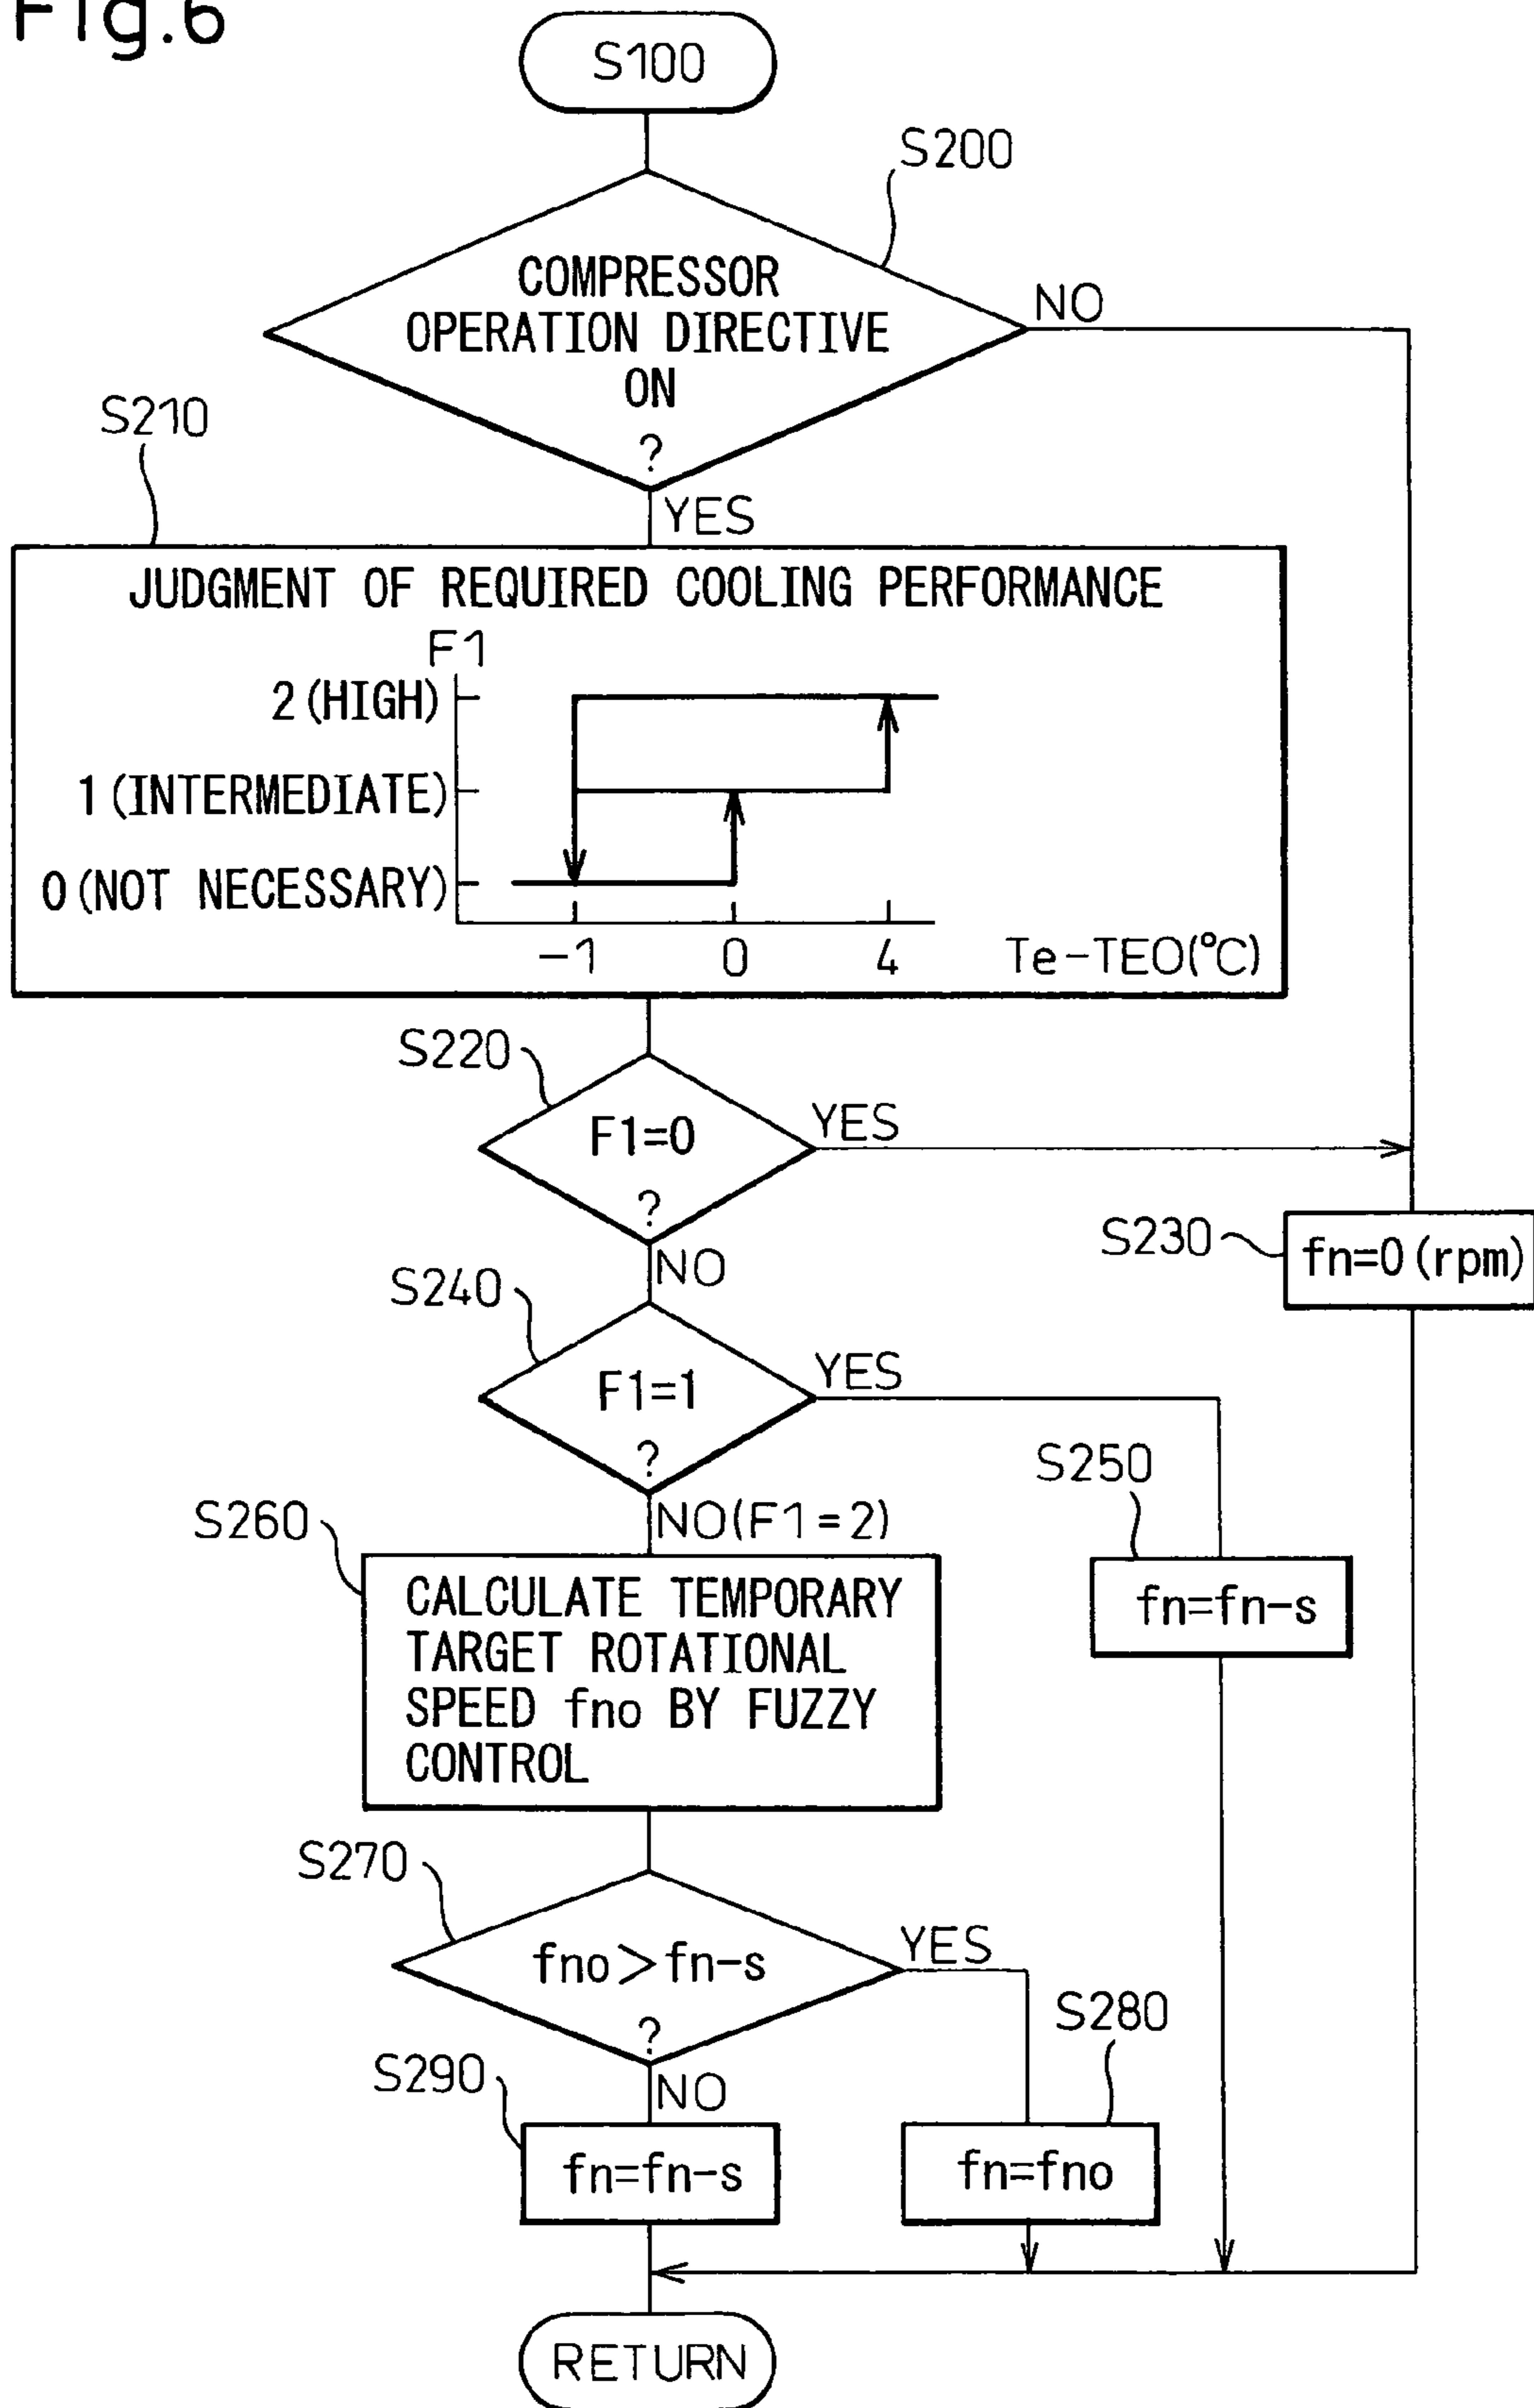 Fig.6
S100
S200
COMPRESSOR
OPERATION DIRECTIVE
ON
?
NO
YES
S210
JUDGMENT OF REQUIRED COOLING PERFORMANCE
F1
2 (HIGH)
1 (INTERMEDIATE)
0 (NOT NECESSARY)
-1 0 4 Te-TEO(°C)
S220
F1=0
?
YES
NO
S230
fn=0 (rpm)
S240
F1=1
?
YES
NO(F1=2)
S250
fn=fn-s
S260
CALCULATE TEMPORARY
TARGET ROTATIONAL
SPEED fno BY FUZZY
CONTROL
S270
fno>fn-s
?
YES
NO
S280
fn=fno
S290
fn=fn-s
RETURN